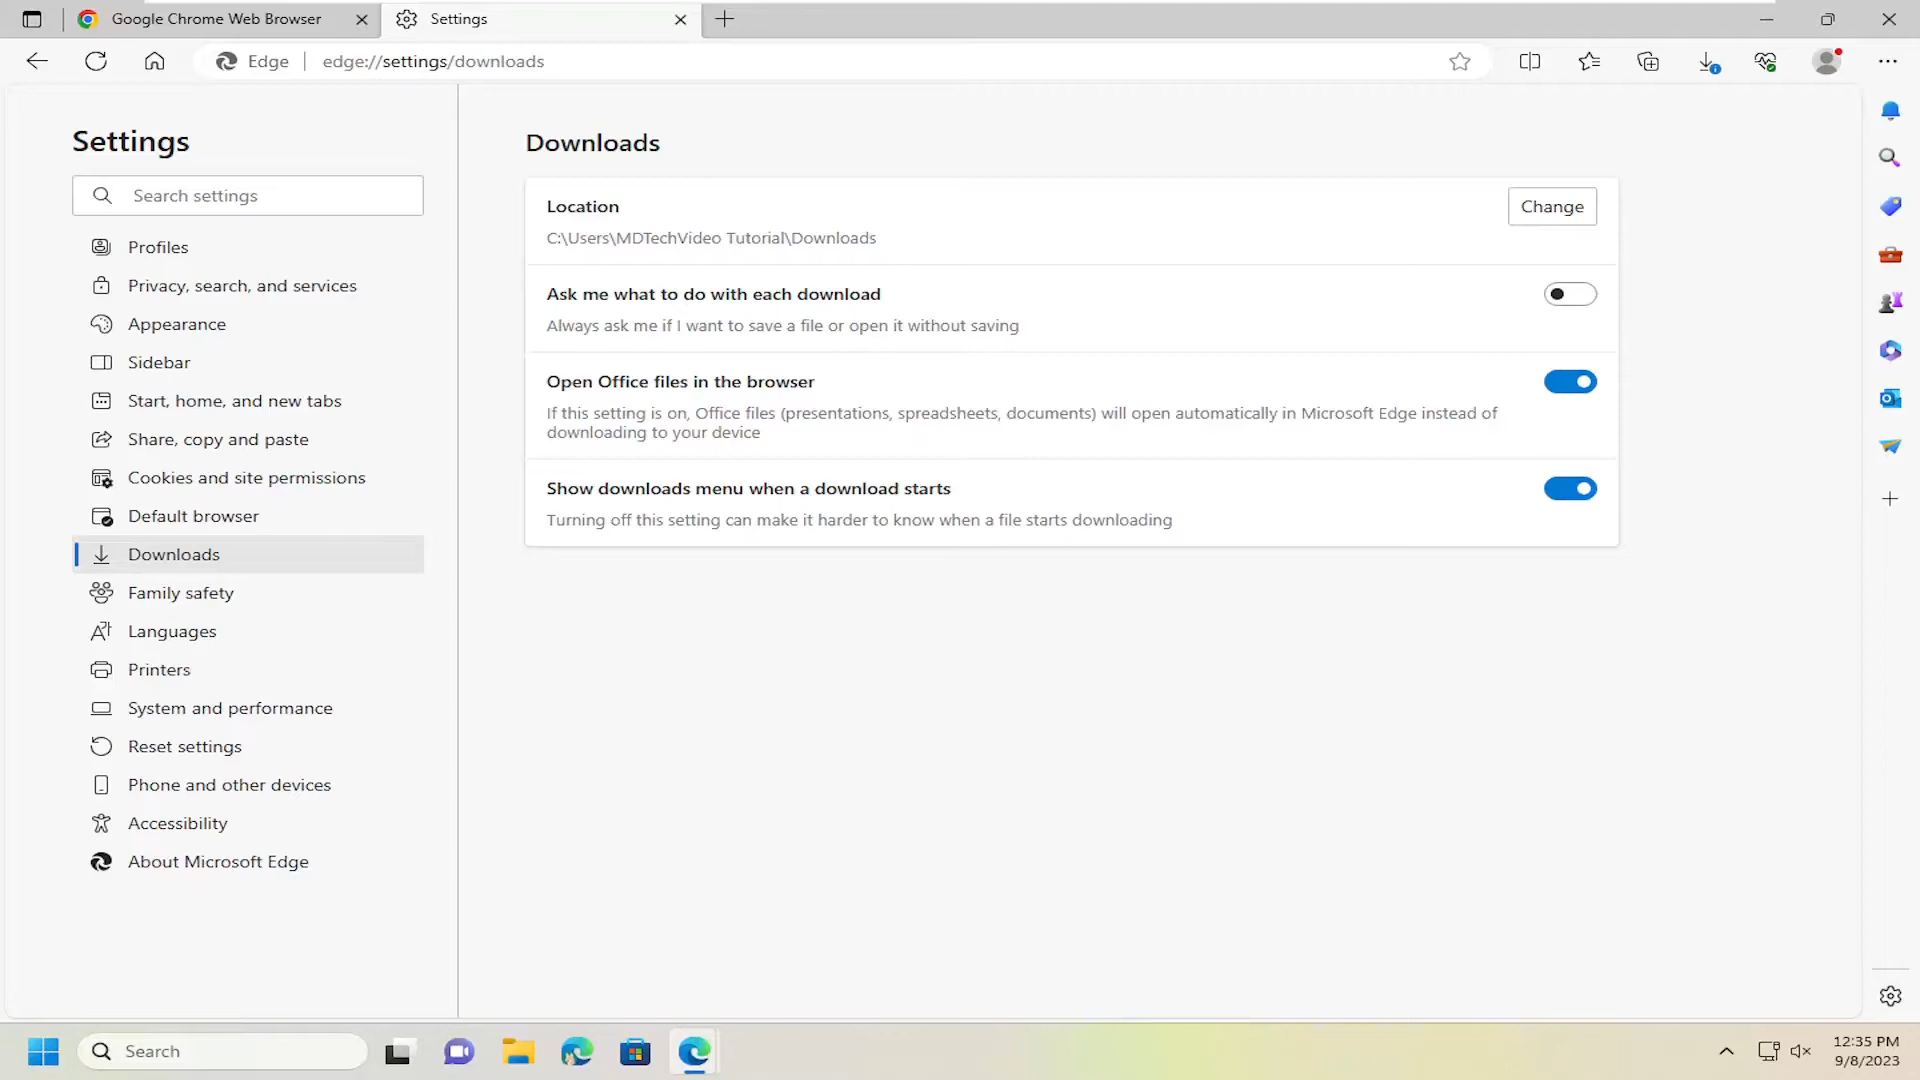 Google Chrome Web Browser
Settings
Edge
edge://settings/downloads
Settings
Search settings
Profiles
Privacy, search, and services
Appearance
Sidebar
Start, home, and new tabs
Share, copy and paste
Cookies and site permissions
Default browser
Downloads
Family safety
Languages
Printers
System and performance
Reset settings
Phone and other devices
Accessibility
About Microsoft Edge
Downloads
Location
Change
C:\Users\MDTechVideo Tutorial\Downloads
Ask me what to do with each download
Always ask me if I want to save a file or open it without saving
Open Office files in the browser
If this setting is on, Office files (presentations, spreadsheets, documents) will open automatically in Microsoft Edge instead of
downloading to your device
Show downloads menu when a download starts
Turning off this setting can make it harder to know when a file starts downloading
Search
12:35 PM
9/8/2023